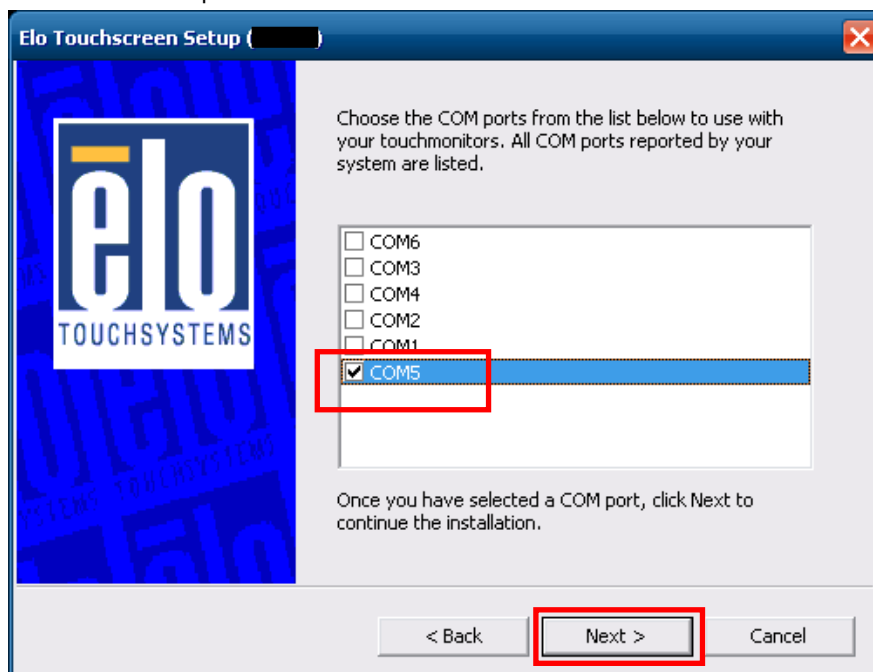 Elo Touchscreen Setup ( )
elo
TOUCHSYSTEMS
Choose the COM ports from the list below to use with
your touchmonitors. All COM ports reported by your
system are listed.
COM6
COM3
COM4
COM2
COM1
COM5
Once you have selected a COM port, click Next to
continue the installation.
< Back
Next >
Cancel